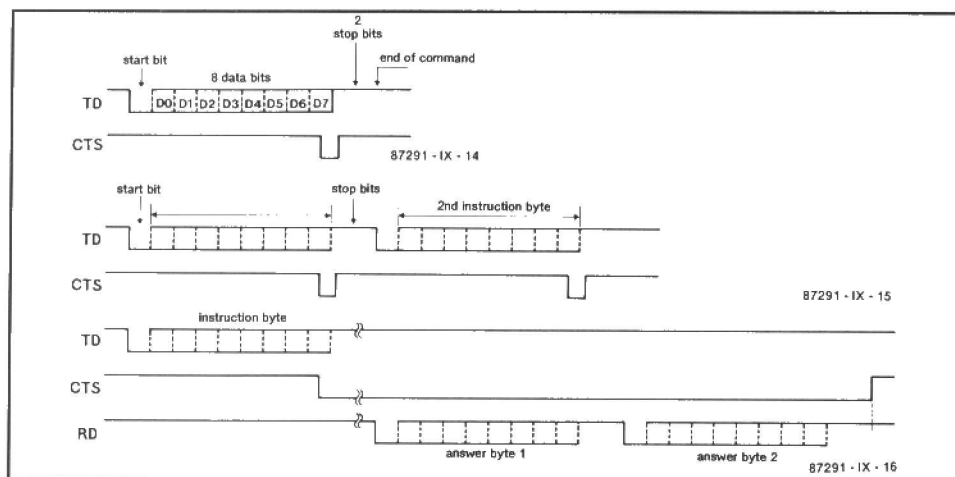 2
stop bits
start bit
end of command
8 data bits
TD
D0 D1 D2 D3 D4 D5 D6 D7
CTS
87291 - IX - 14
start bit
stop bits
2nd instruction byte
TD
CTS
87291 - IX - 15
instruction byte
TD
CTS
RD
answer byte 1
answer byte 2
87291 - IX - 16